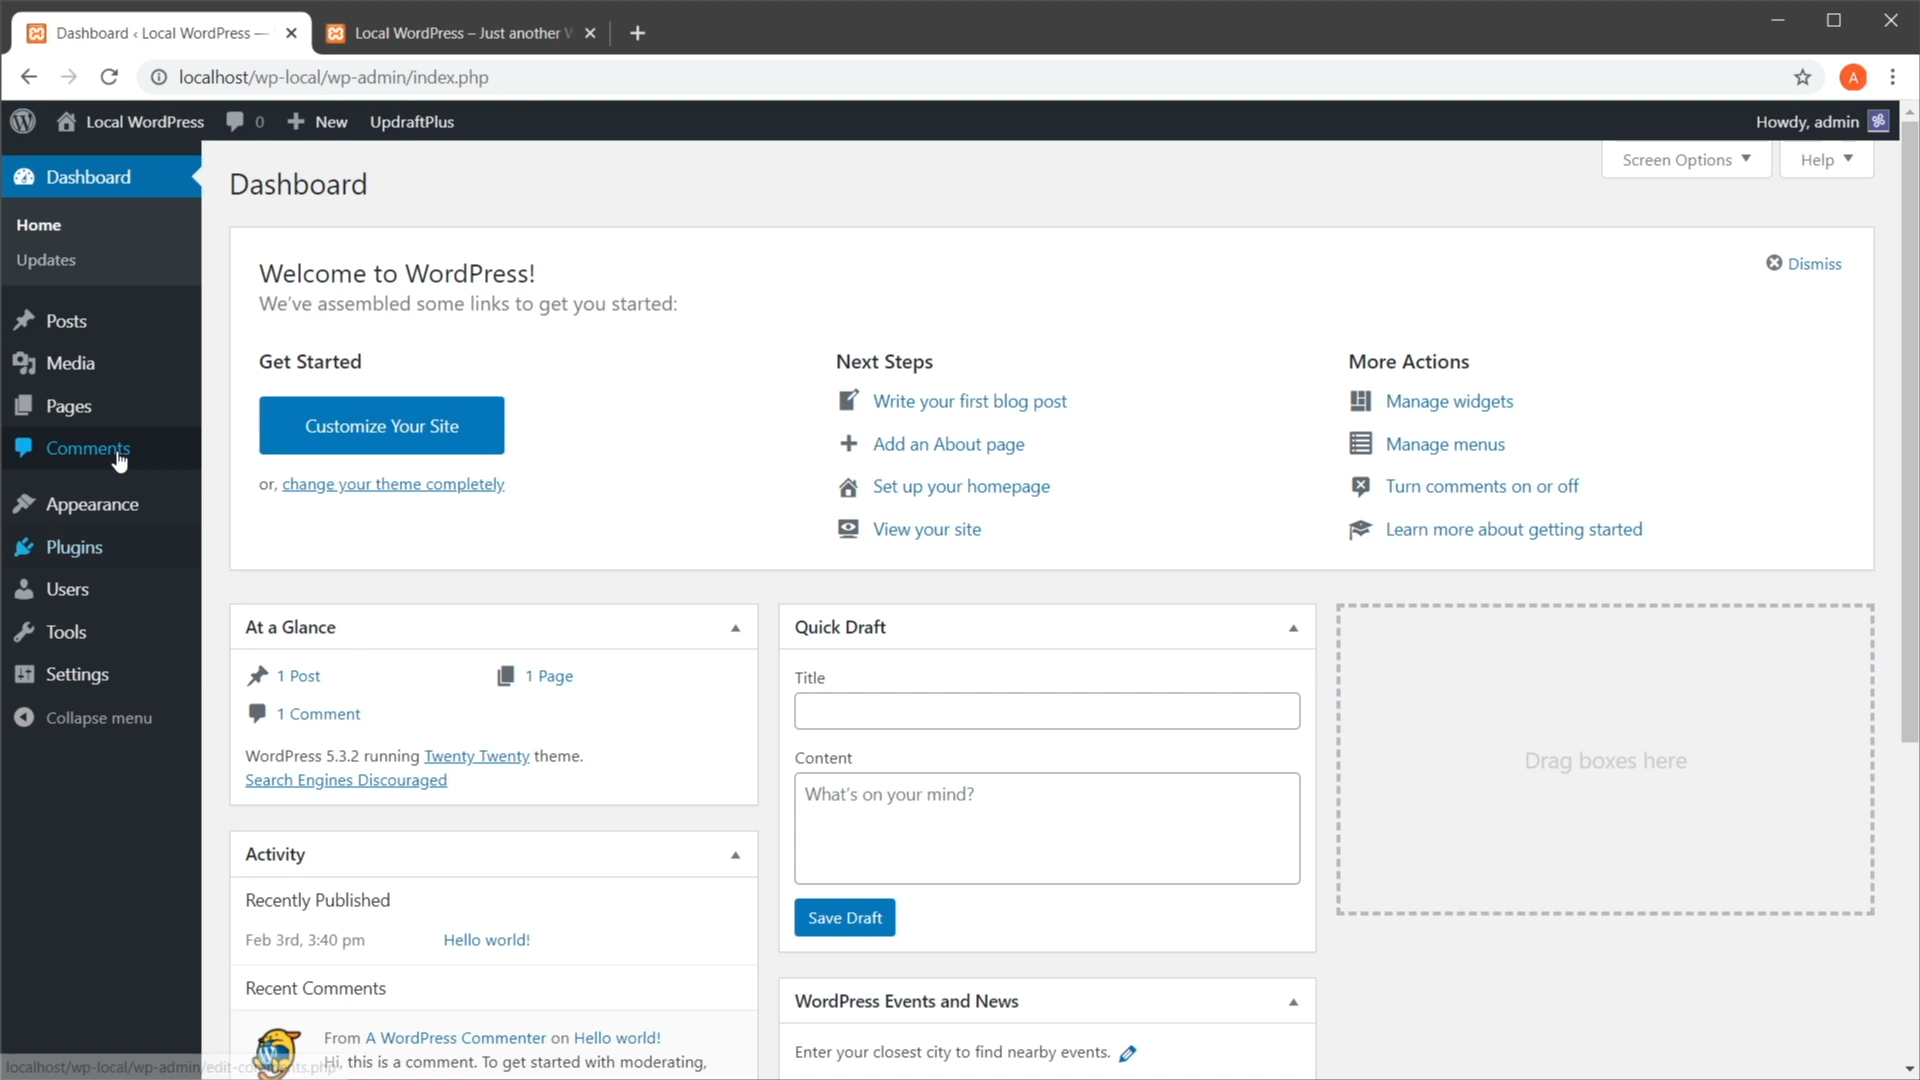 Dashboard ‹ Local WordPress —
Local WordPress – Just another W
localhost/wp-local/wp-admin/index.php
A
Local WordPress
0
New
UpdraftPlus
Howdy, admin
Dashboard
Home
Updates
Posts
Media
Pages
Comments
Appearance
Plugins
Users
Tools
Settings
Collapse menu
Screen Options
Help
Dashboard
Welcome to WordPress!
We've assembled some links to get you started:
Dismiss
Get Started
Customize Your Site
or, change your theme completely
Next Steps
Write your first blog post
Add an About page
Set up your homepage
View your site
More Actions
Manage widgets
Manage menus
Turn comments on or off
Learn more about getting started
At a Glance
1 Post
1 Page
1 Comment
WordPress 5.3.2 running Twenty Twenty theme.
Search Engines Discouraged
Activity
Recently Published
Feb 3rd, 3:40 pm
Hello world!
Recent Comments
From A WordPress Commenter on Hello world!
Hi, this is a comment. To get started with moderating,
Quick Draft
Title
Content
What's on your mind?
Save Draft
WordPress Events and News
Enter your closest city to find nearby events.
Drag boxes here